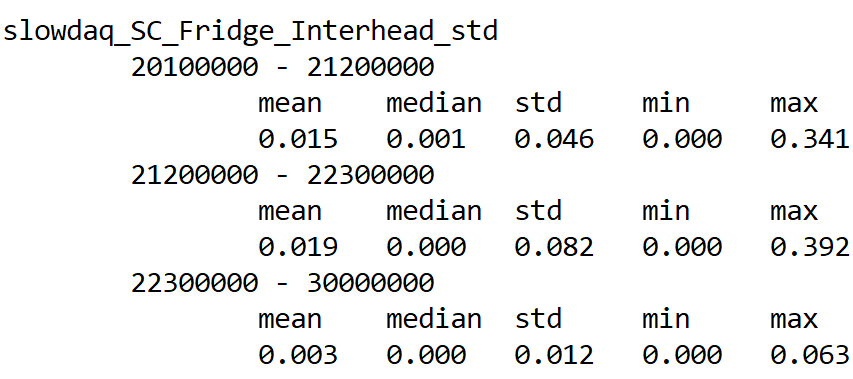 slowdaq_SC_Fridge_Interhead_std
20100000 - 21200000
mean median std min max
0.015 0.001 0.046 0.000 0.341
21200000 - 22300000
mean median std min max
0.019 0.000 0.082 0.000 0.392
22300000 - 30000000
mean median std min max
0.003 0.000 0.012 0.000 0.063